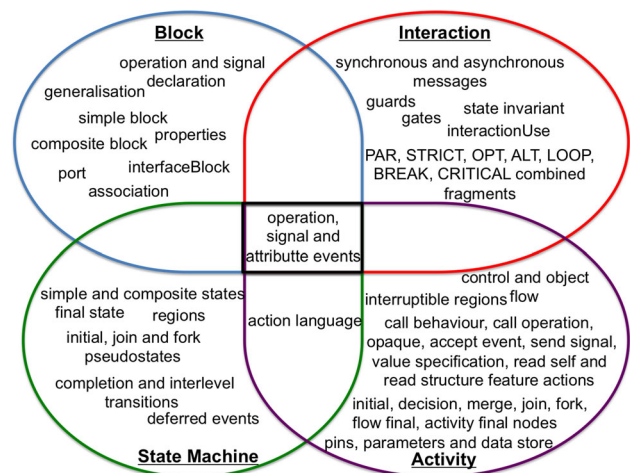 Block
operation and signal
declaration
generalisation
simple block
properties
composite block
interfaceBlock
port
association
Interaction
synchronous and asynchronous
messages
guards
gates
state invariant
interactionUse
PAR, STRICT, OPT, ALT, LOOP,
BREAK, CRITICAL combined
fragments
operation,
signal and
attributte events
simple and composite states
final state
regions
initial, join and fork
pseudostates
completion and interlevel
transitions
deferred events
State Machine
action language
control and object
flow
interruptible regions
call behaviour, call operation,
opaque, accept event, send signal,
value specification, read self and
read structure feature actions
initial, decision, merge, join, fork,
flow final, activity final nodes
pins, parameters and data store
Activity